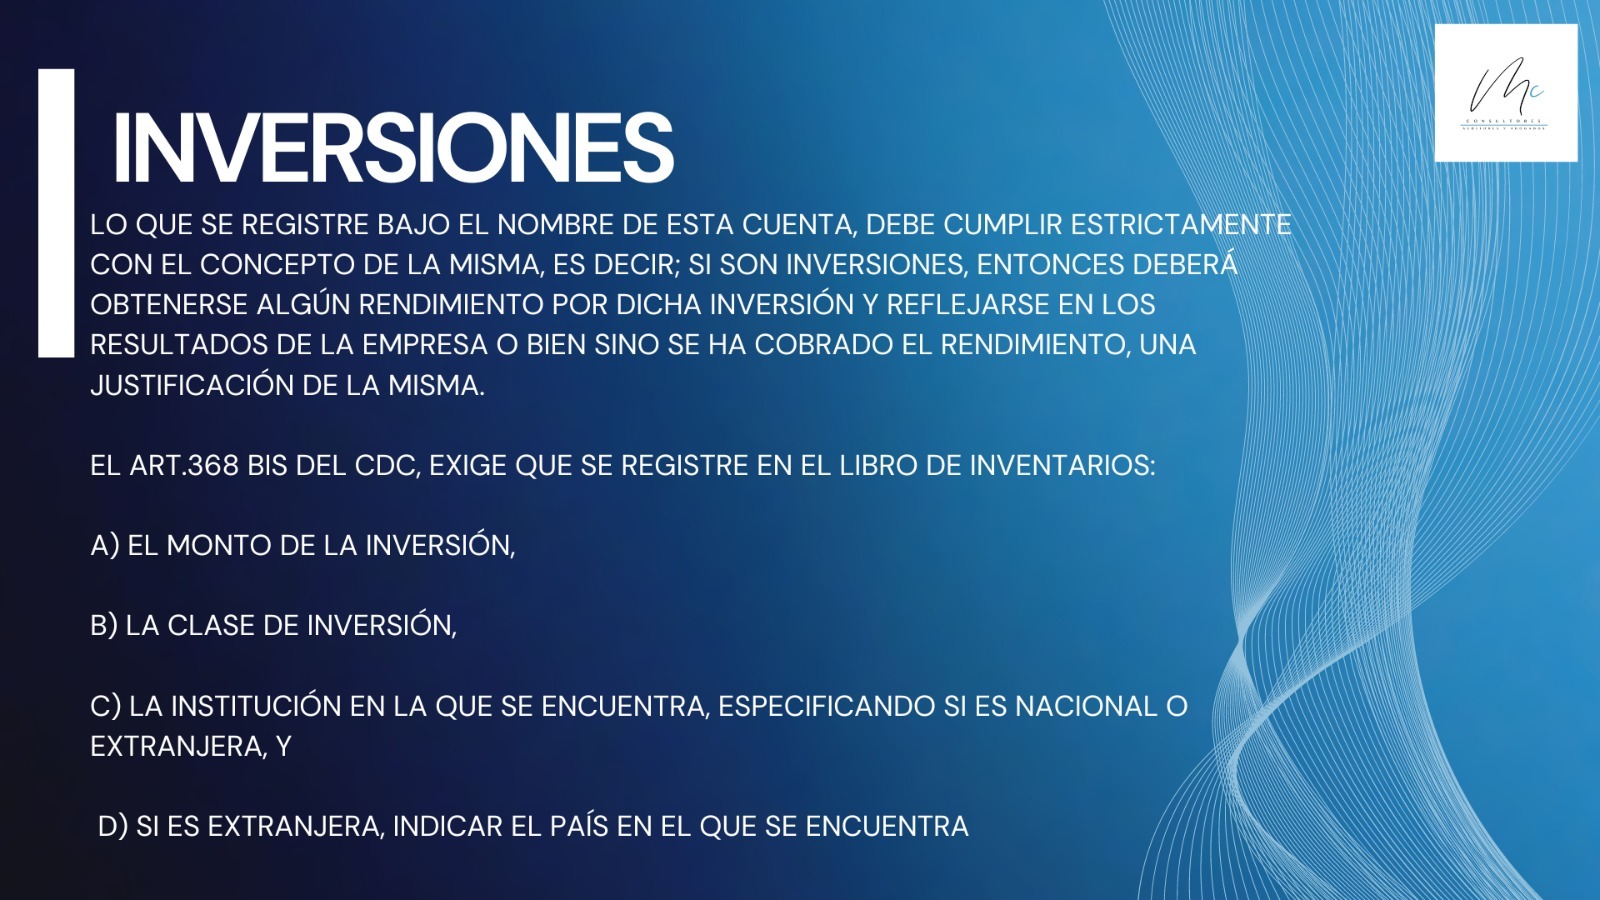 Mc
CONSULTORES
AUDITORES Y ABOGADOS
INVERSIONES
LO QUE SE REGISTRE BAJO EL NOMBRE DE ESTA CUENTA, DEBE CUMPLIR ESTRICTAMENTE
CON EL CONCEPTO DE LA MISMA, ES DECIR; SI SON INVERSIONES, ENTONCES DEBERÁ
OBTENERSE ALGÚN RENDIMIENTO POR DICHA INVERSIÓN Y REFLEJARSE EN LOS
RESULTADOS DE LA EMPRESA O BIEN SINO SE HA COBRADO EL RENDIMIENTO, UNA
JUSTIFICACIÓN DE LA MISMA.
EL ART.368 BIS DEL CDC, EXIGE QUE SE REGISTRE EN EL LIBRO DE INVENTARIOS:
A) EL MONTO DE LA INVERSIÓN,
B) LA CLASE DE INVERSIÓN,
C) LA INSTITUCIÓN EN LA QUE SE ENCUENTRA, ESPECIFICANDO SI ES NACIONAL O
EXTRANJERA, Y
D) SI ES EXTRANJERA, INDICAR EL PAÍS EN EL QUE SE ENCUENTRA